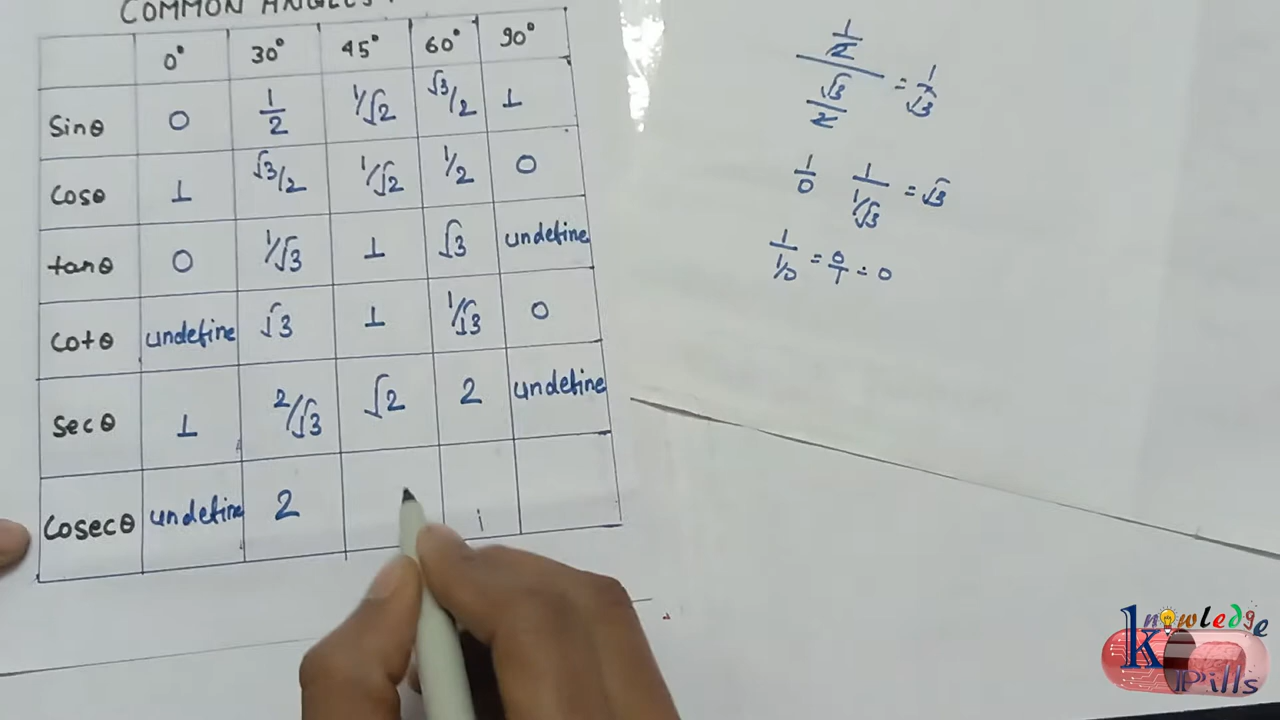 COMMON ANGLES:
0° 30° 45° 60° 90°
sinθ 0 1/2 1/√2 √3/2 1
cosθ 1 √3/2 1/√2 1/2 0
tanθ 0 1/√3 1 √3 undefine
cotθ undefine √3 1 1/√3 0
secθ 1 2/√3 √2 2 undefine
cosecθ undefine 2
1/2 / √3/2 = 1/√3
1/0 1/1/√3 = √3
1/1/0 = 0/1 = 0
knowledge
Pills